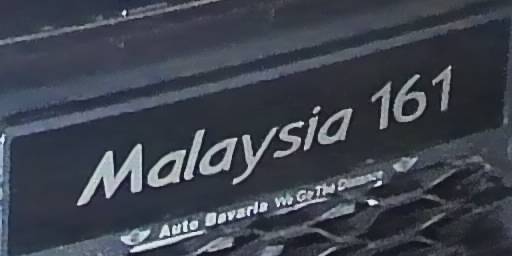 Malaysia 161
Auto Bavaria We Go The Distance